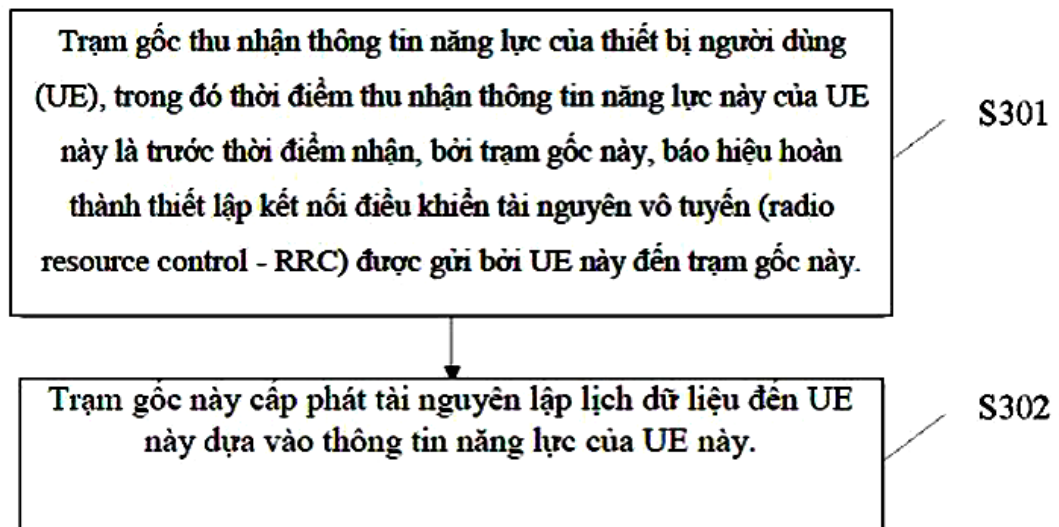 Trạm gốc thu nhận thông tin năng lực của thiết bị người dùng
(UE), trong đó thời điểm thu nhận thông tin năng lực này của UE
này là trước thời điểm nhận, bởi trạm gốc này, báo hiệu hoàn
thành thiết lập kết nối điều khiển tài nguyên vô tuyến (radio
resource control - RRC) được gửi bởi UE này đến trạm gốc này.
S301
Trạm gốc này cấp phát tài nguyên lập lịch dữ liệu đến UE
này dựa vào thông tin năng lực của UE này.
S302